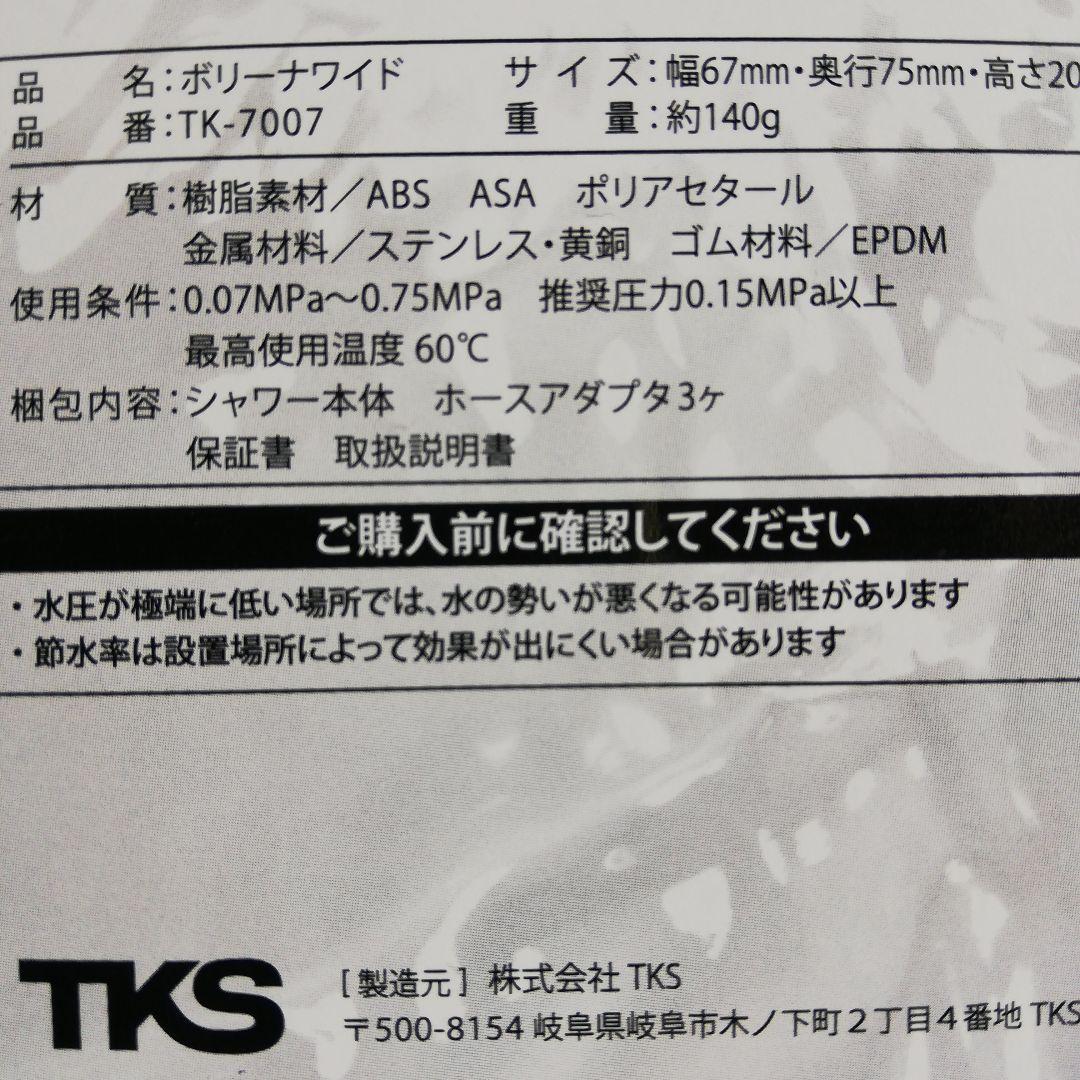 品名：ボリーナワイド サイズ：幅67mm・奥行75mm・高さ20
品番：TK-7007 重量：約140g
材質：樹脂素材／ABS ASA ポリアセタール
金属材料／ステンレス・黄銅 ゴム材料／EPDM
使用条件：0.07MPa～0.75MPa 推奨圧力0.15MPa以上
最高使用温度 60℃
梱包内容：シャワー本体 ホースアダプタ3ヶ
保証書 取扱説明書
ご購入前に確認してください
・水圧が極端に低い場所では、水の勢いが悪くなる可能性があります
・節水率は設置場所によって効果が出にくい場合があります
TKS
［製造元］株式会社 TKS
〒500-8154 岐阜県岐阜市木ノ下町２丁目４番地 TKS